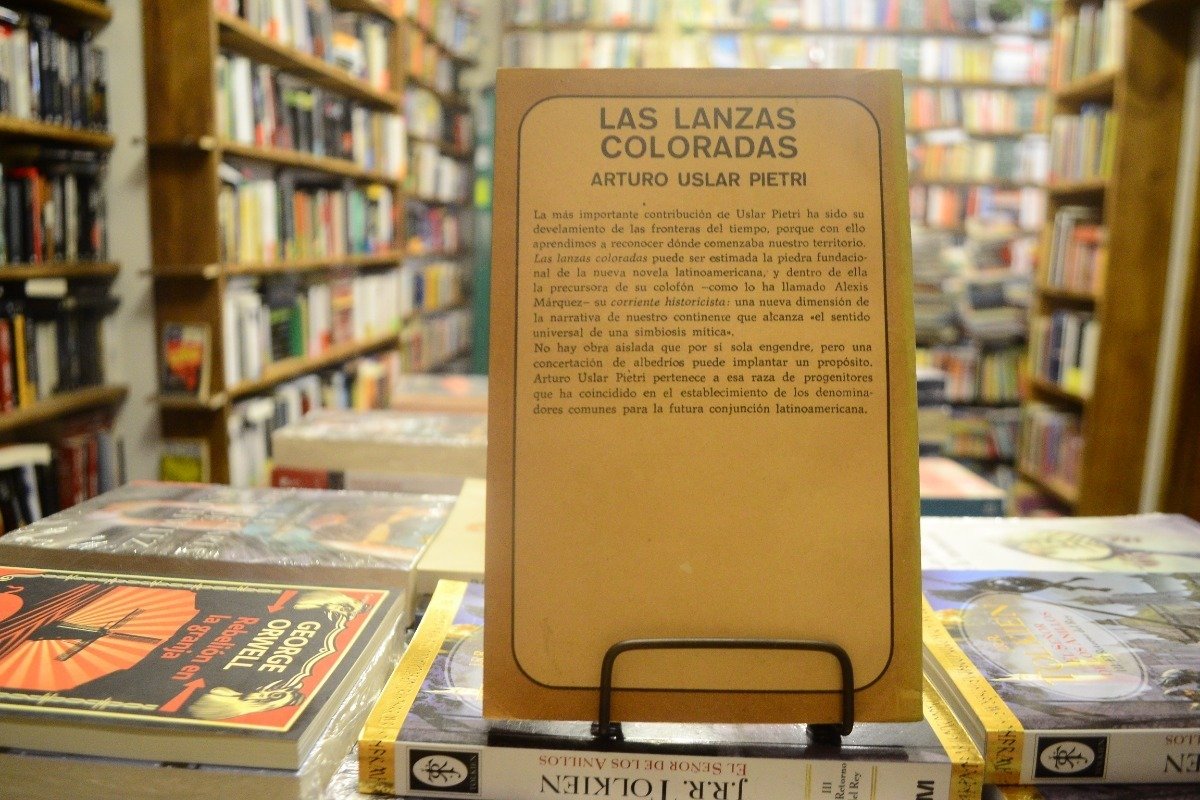 LAS LANZAS
COLORADAS
ARTURO USLAR PIETRI
La más importante contribución de Uslar Pietri ha sido su
develamiento de las fronteras del tiempo, porque con ello
aprendimos a reconocer dónde comenzaba nuestro territorio.
Las lanzas coloradas puede ser estimada la piedra fundacio-
nal de la nueva novela latinoamericana, y dentro de ella
la precursora de su colofón —como lo ha llamado Alexis
Márquez— su corriente historicista: una nueva dimensión de
la narrativa de nuestro continente que alcanza «el sentido
universal de una simbiosis mítica».
No hay obra aislada que por sí sola engendre, pero una
concertación de albedríos puede implantar un propósito.
Arturo Uslar Pietri pertenece a esa raza de progenitores
que ha coincidido en el establecimiento de los denomina-
dores comunes para la futura conjunción latinoamericana.
GEORGE
ORWELL
Rebelión en
la granja
J.R.R. TOLKIEN
EL SEÑOR DE LOS ANILLOS
III
Retorno
del Rey